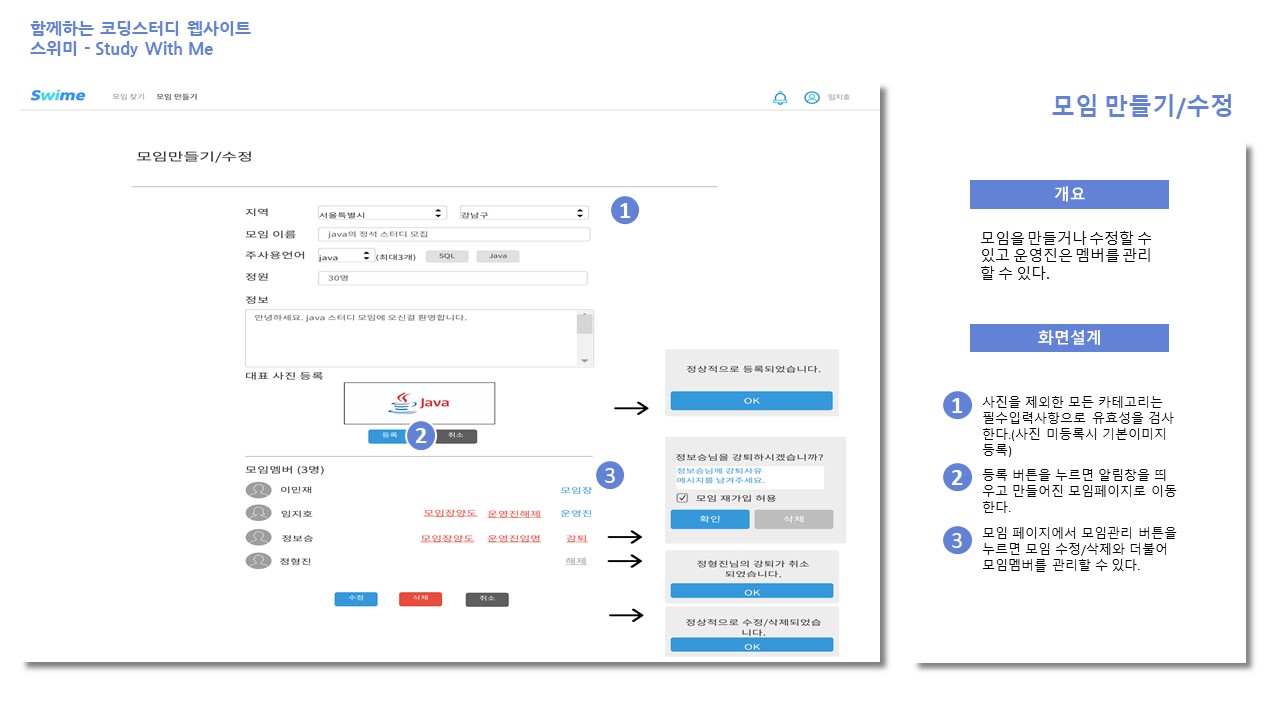 함께하는 코딩스터디 웹사이트
스위미 - Study With Me
Swime 모임 찾기 모임 만들기 임지호
모임만들기/수정
지역 서울특별시 강남구 1
모임 이름 java의 정석 스터디 모집
주사용언어 java (최대3개) SQL Java
정원 30명
정보
안녕하세요. java 스터디 모임에 오신걸 환영합니다.
대표 사진 등록
Java
등록 2 취소
모임멤버 (3명) 3
이민재 모임장
임지호 모임장양도 운영진해제 운영진
정보승 모임장양도 운영진임명 강퇴
정형진 해제
수정 삭제 취소
정상적으로 등록되었습니다.
OK
정보승님을 강퇴하시겠습니까?
정보승님께 강퇴사유
메시지를 남겨주세요.
모임 재가입 허용
확인 삭제
정형진님의 강퇴가 취소
되었습니다.
OK
정상적으로 수정/삭제되었습
니다.
OK
모임 만들기/수정
개요
모임을 만들거나 수정할 수
있고 운영진은 멤버를 관리
할 수 있다.
화면설계
1 사진을 제외한 모든 카테고리는
필수입력사항으로 유효성을 검사
한다.(사진 미등록시 기본이미지
등록)
2 등록 버튼을 누르면 알림창을 띄
우고 만들어진 모임페이지로 이동
한다.
3 모임 페이지에서 모임관리 버튼을
누르면 모임 수정/삭제와 더불어
모임멤버를 관리할 수 있다.